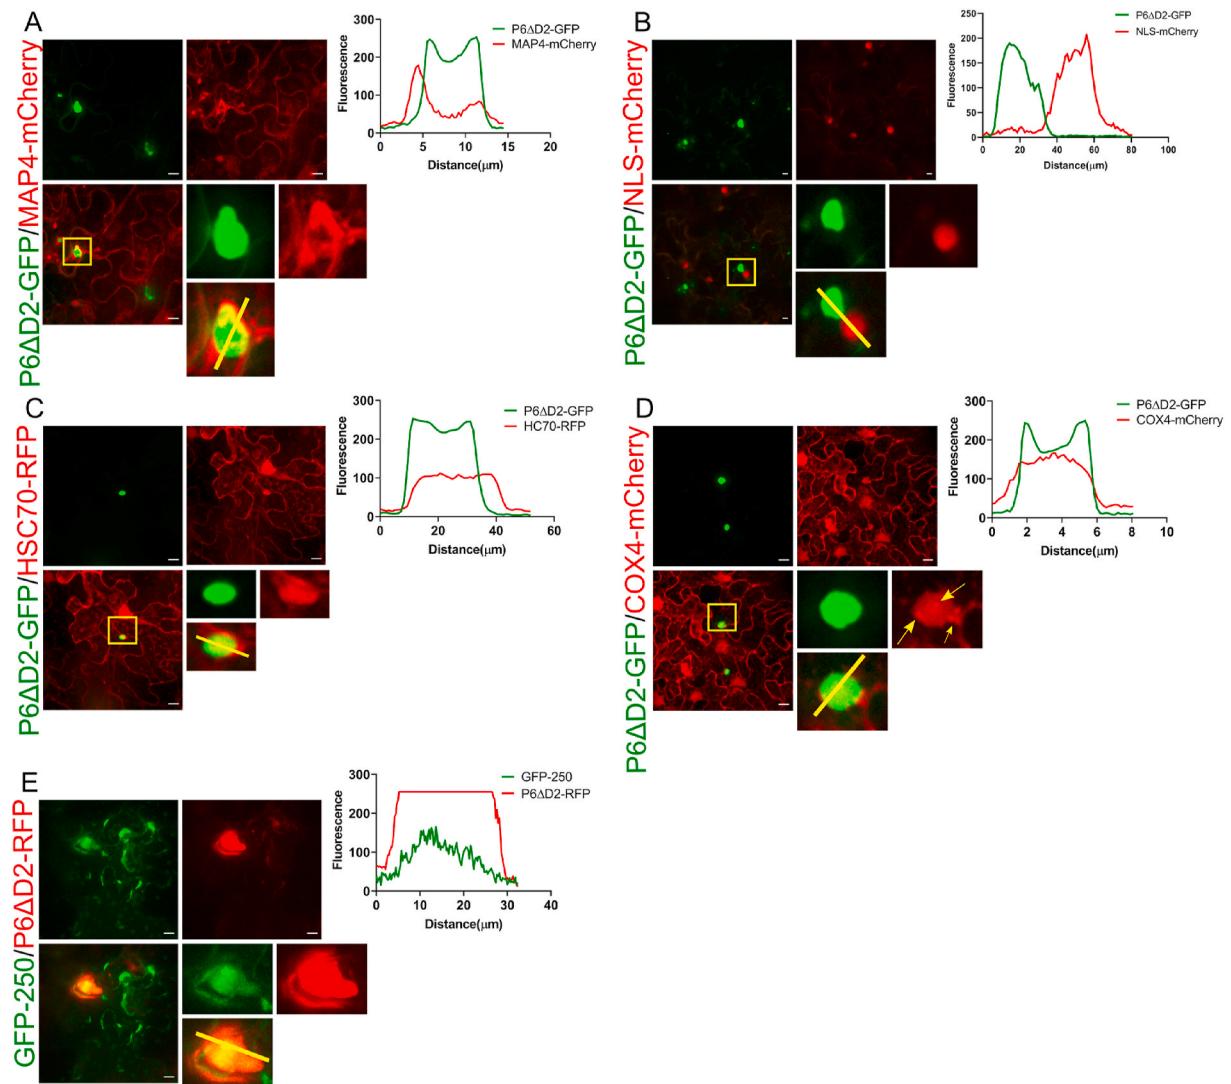 A
P6ΔD2-GFP/MAP4-mCherry
300
200
100
0
Fluorescence
0 5 10 15 20
Distance(μm)
P6ΔD2-GFP
MAP4-mCherry
B
P6ΔD2-GFP/NLS-mCherry
250
200
150
100
50
0
Fluorescence
0 20 40 60 80 100
Distance(μm)
P6ΔD2-GFP
NLS-mCherry
C
P6ΔD2-GFP/HSC70-RFP
300
200
100
0
Fluorescence
0 20 40 60
Distance(μm)
P6ΔD2-GFP
HC70-RFP
D
P6ΔD2-GFP/COX4-mCherry
300
200
100
0
Fluorescence
0 2 4 6 8 10
Distance(μm)
P6ΔD2-GFP
COX4-mCherry
E
GFP-250/P6ΔD2-RFP
300
200
100
0
Fluorescence
0 10 20 30 40
Distance(μm)
GFP-250
P6ΔD2-RFP